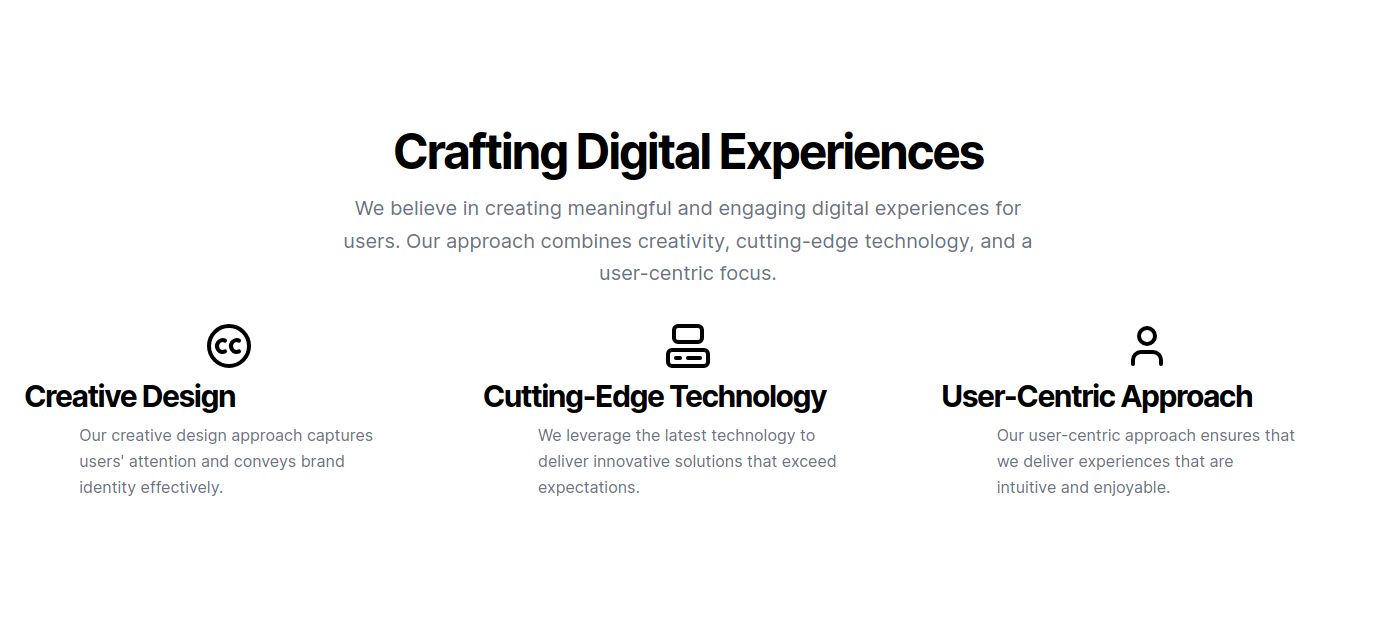 Crafting Digital Experiences
We believe in creating meaningful and engaging digital experiences for
users. Our approach combines creativity, cutting-edge technology, and a
user-centric focus.
CC
Creative Design
Our creative design approach captures
users' attention and conveys brand
identity effectively.
Cutting-Edge Technology
We leverage the latest technology to
deliver innovative solutions that exceed
expectations.
User-Centric Approach
Our user-centric approach ensures that
we deliver experiences that are
intuitive and enjoyable.